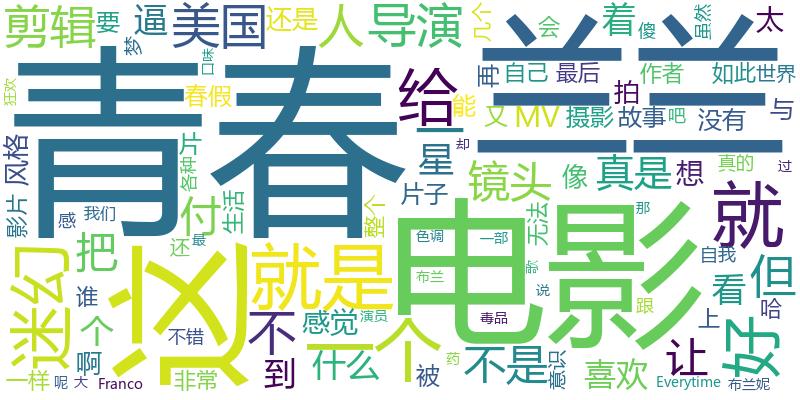 剪辑
要
逼
美国
还是
人
导演
几个
兰兰
会
着
傻
虽然
太
梦
口味
狂欢
青春
春假
给
能
再
自己
最后
拍
作者
如此
世界
又
MV
摄影
故事
吧
没有
与
影片
风格
片
各种
一
星
却
镜头
像
真是
想
真的
过
感
我们
付
生活
整个
片子
无法
电影
那
就
迷幻
把
还
最
这
就是
色调
一部
布兰
歌
说
跟
自我
看
但
谁
个
不错
不
感觉
演员
一个
毒品
上
哈
啊
到
什么
被
药
不是
意识
喜欢
让
好
一样
呢
大
Franco
非常
Everytime
布兰妮